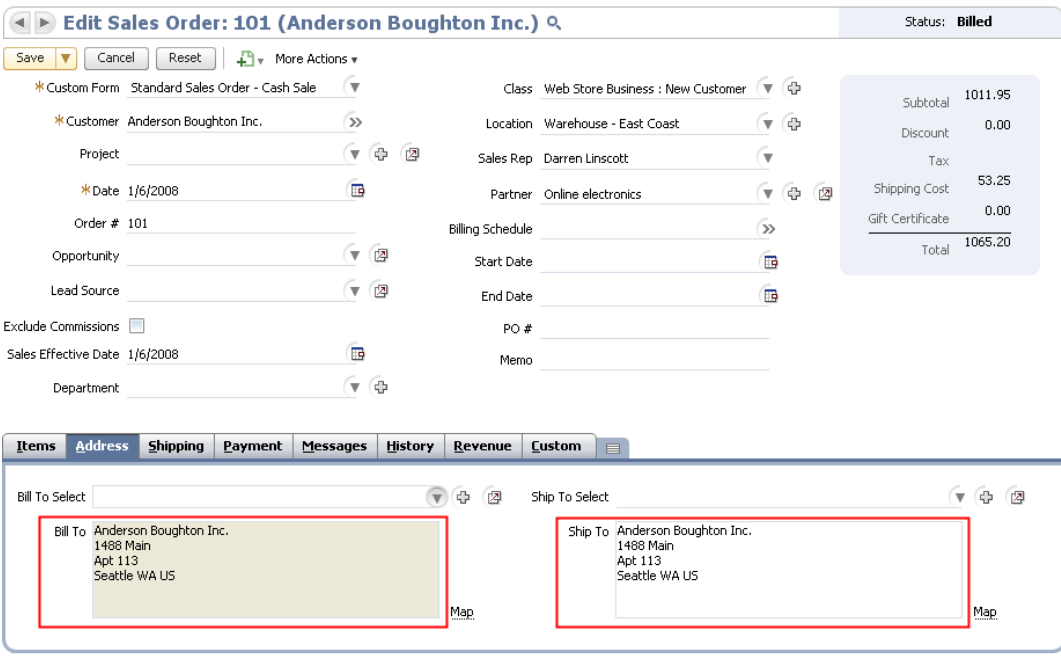 Edit Sales Order: 101 (Anderson Boughton Inc.)
Status: Billed
Save Cancel Reset More Actions
*Custom Form Standard Sales Order - Cash Sale
*Customer Anderson Boughton Inc.
Project
*Date 1/6/2008
Order # 101
Opportunity
Lead Source
Exclude Commissions
Sales Effective Date 1/6/2008
Department
Class Web Store Business : New Customer
Location Warehouse - East Coast
Sales Rep Darren Linscott
Partner Online electronics
Billing Schedule
Start Date
End Date
PO #
Memo
Subtotal 1011.95
Discount 0.00
Tax
Shipping Cost 53.25
Gift Certificate 0.00
Total 1065.20
Items Address Shipping Payment Messages History Revenue Custom
Bill To Select
Bill To Anderson Boughton Inc.
1488 Main
Apt 113
Seattle WA US
Map
Ship To Select
Ship To Anderson Boughton Inc.
1488 Main
Apt 113
Seattle WA US
Map